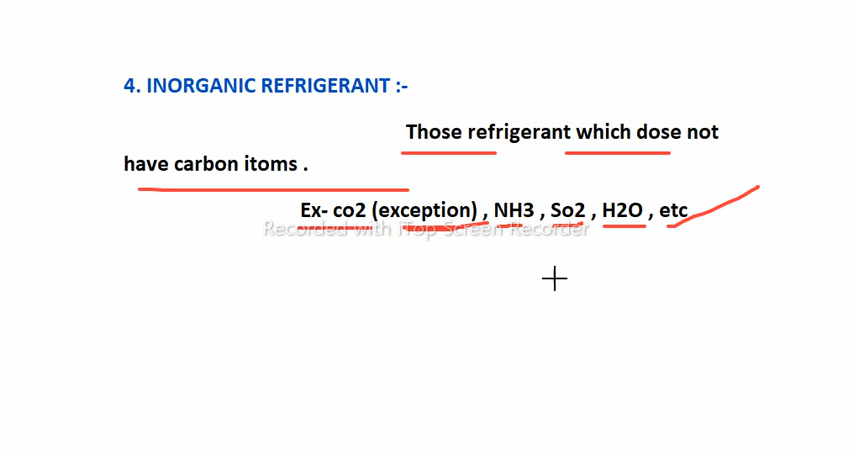 4. INORGANIC REFRIGERANT :-
Those refrigerant which dose not
have carbon itoms .
Ex- co2 (exception) , NH3 , So2 , H2O , etc
Recorded with iTop Screen Recorder